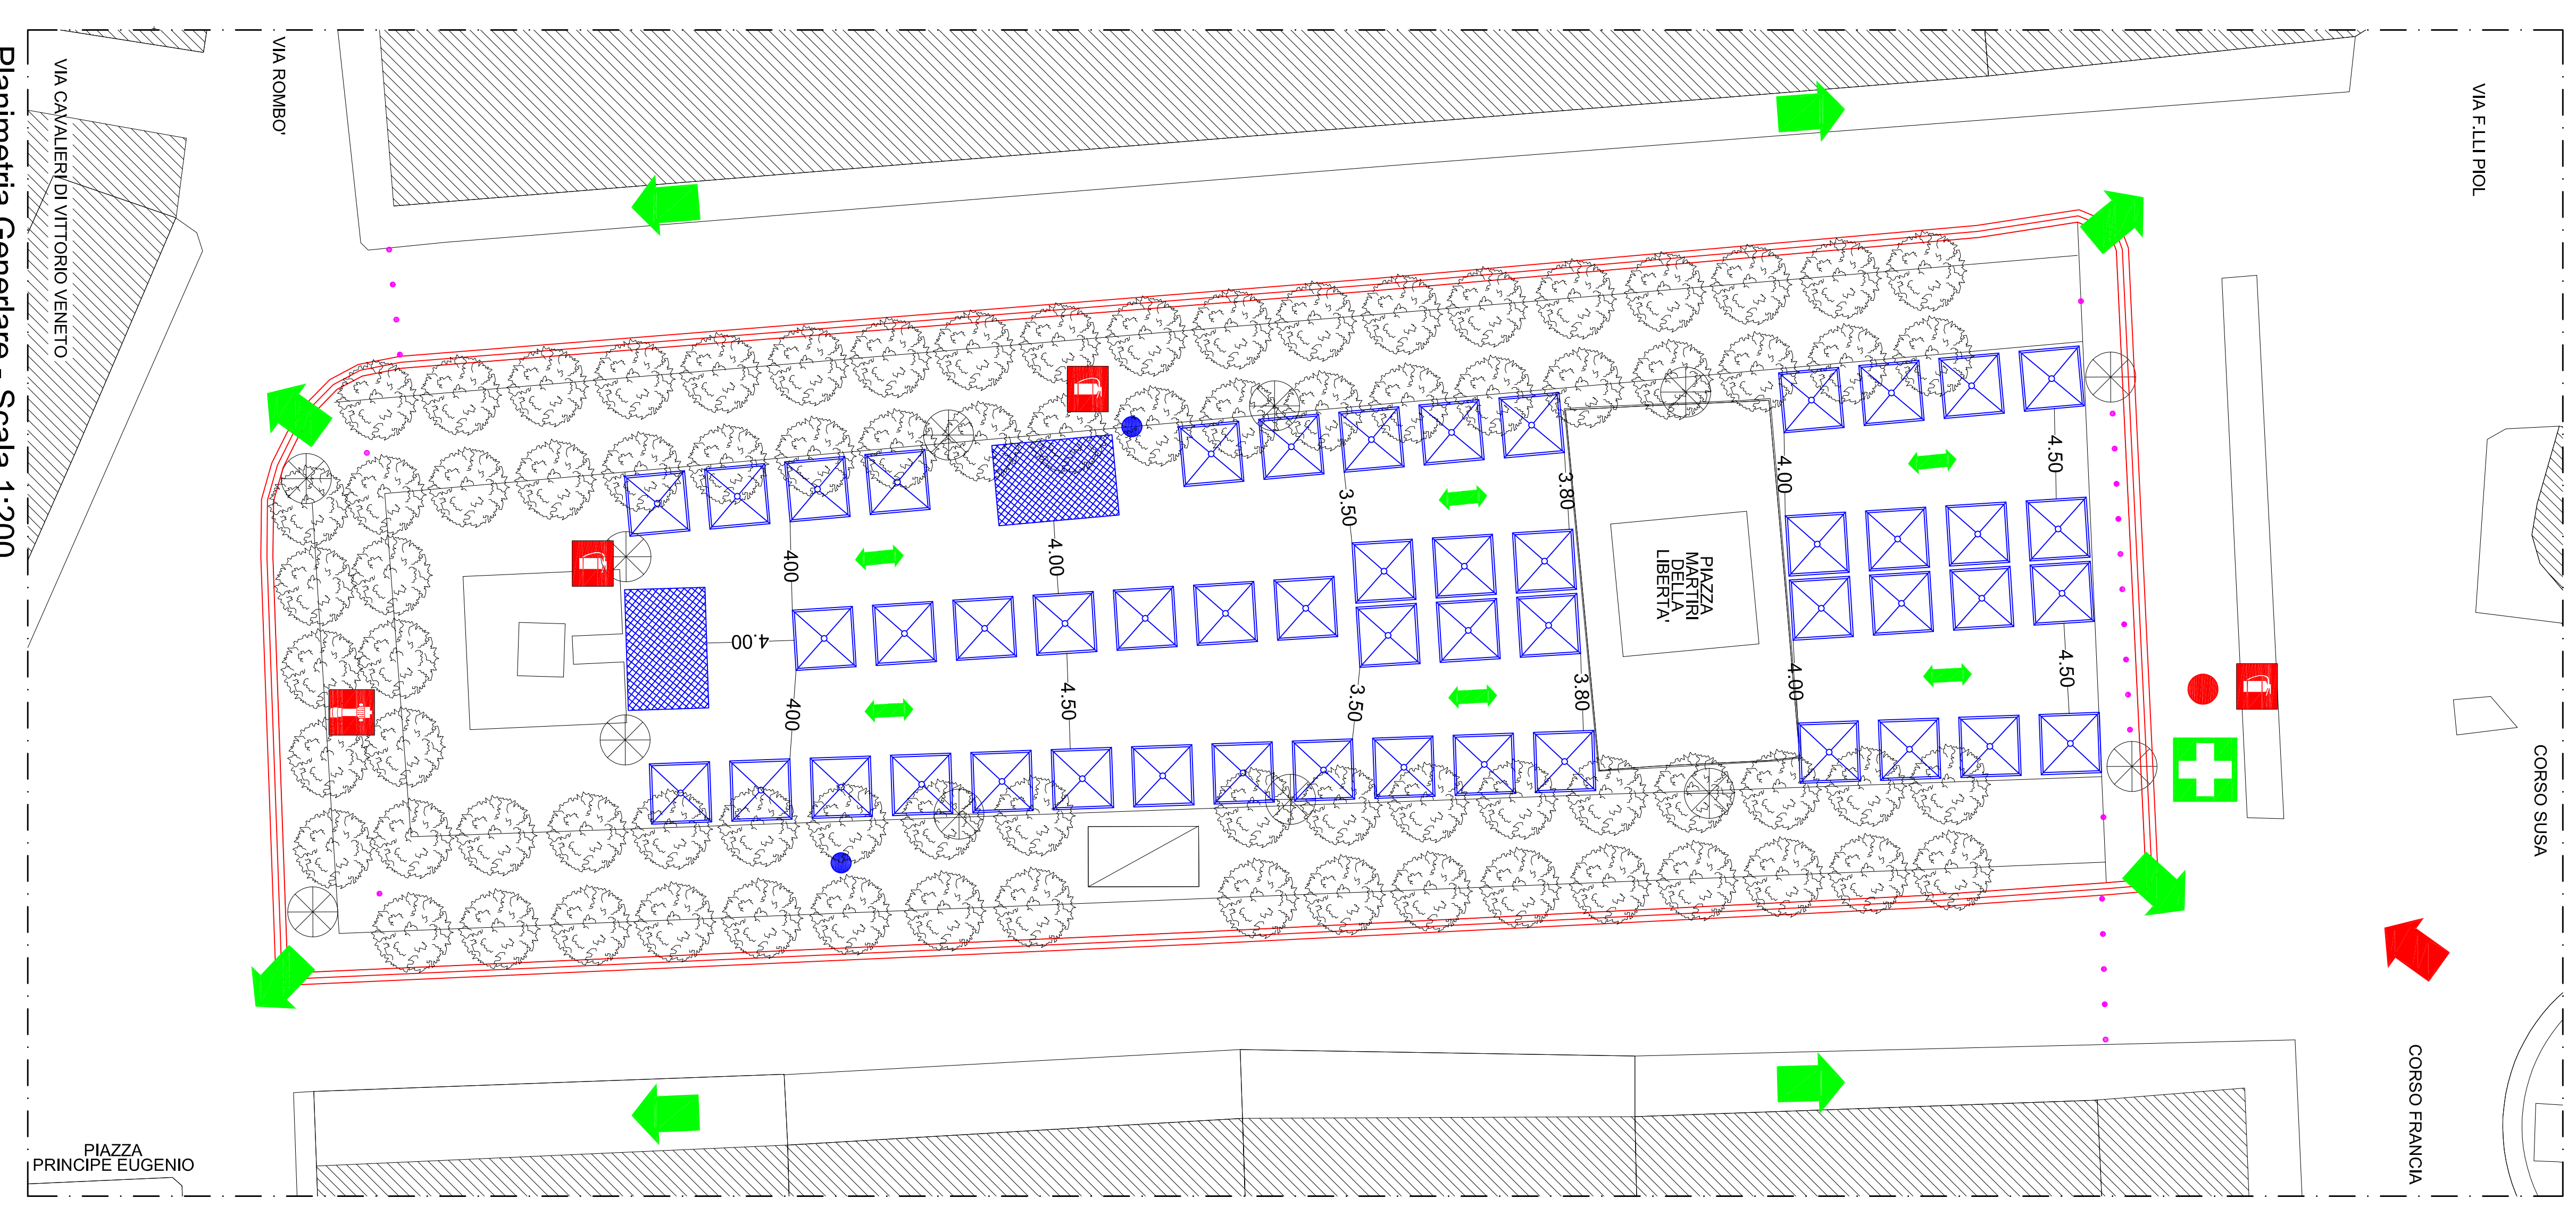 Planimetria Generlare - Scala 1:200
VIA CAVALIERI DI VITTORIO VENETO
VIA ROMBO'
VIA F.LLI PIOL
PIAZZA
MARTIRI
DELLA
LIBERTA'
4.50
4.00
3.80
3.50
4.00
400
4.00
400
4.50
3.50
3.80
4.00
4.50
CORSO SUSA
CORSO FRANCIA
PIAZZA
PRINCIPE EUGENIO